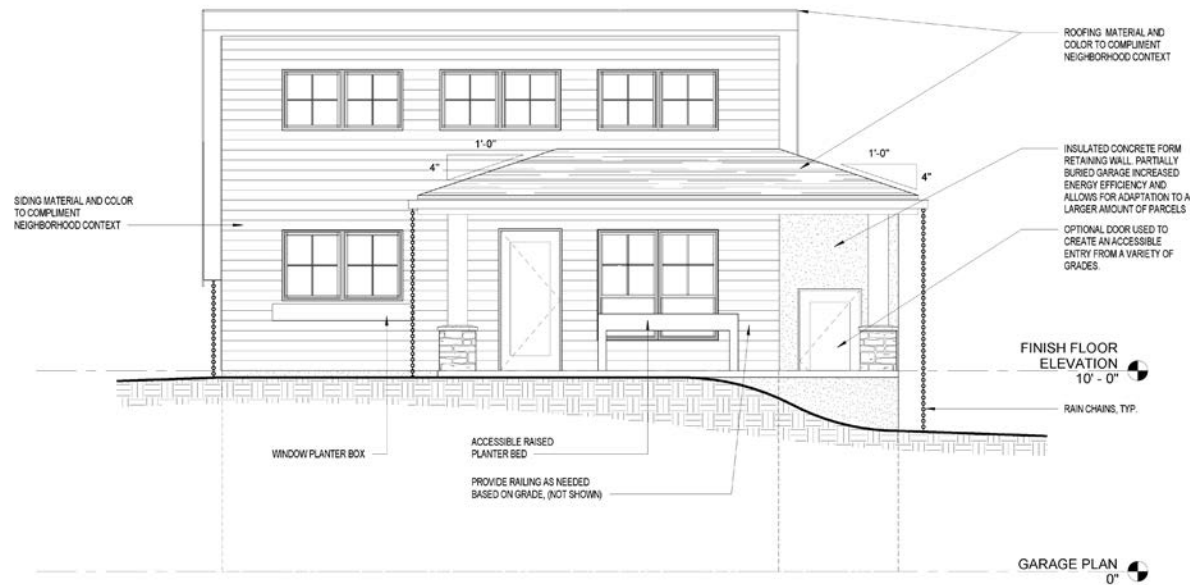 ROOFING MATERIAL AND
COLOR TO COMPLIMENT
NEIGHBORHOOD CONTEXT
1'-0"
4"
1'-0"
4"
INSULATED CONCRETE FORM
RETAINING WALL. PARTIALLY
BURIED GARAGE INCREASED
ENERGY EFFICIENCY AND
ALLOWS FOR ADAPTATION TO A
LARGER AMOUNT OF PARCELS
SIDING MATERIAL AND COLOR
TO COMPLIMENT
NEIGHBORHOOD CONTEXT
OPTIONAL DOOR USED TO
CREATE AN ACCESSIBLE
ENTRY FROM A VARIETY OF
GRADES.
FINISH FLOOR
ELEVATION
10' - 0"
RAIN CHAINS, TYP.
WINDOW PLANTER BOX
ACCESSIBLE RAISED
PLANTER BED
PROVIDE RAILING AS NEEDED
BASED ON GRADE, (NOT SHOWN)
GARAGE PLAN
0"